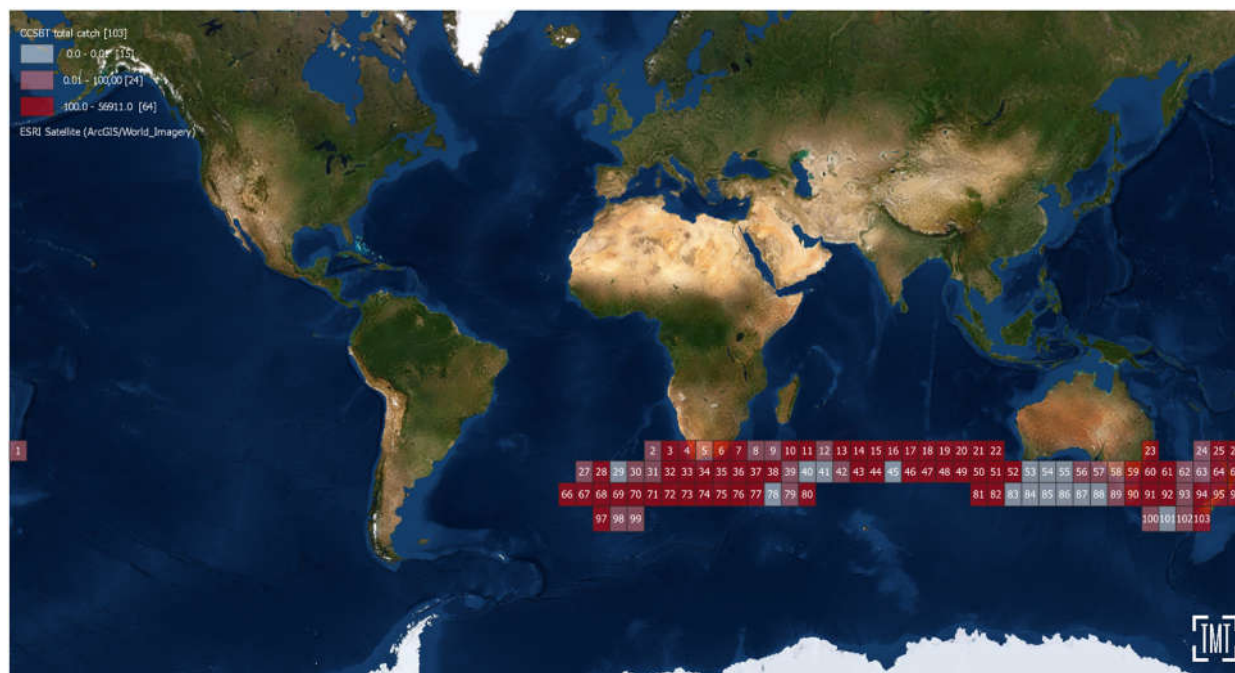 CCSBT total catch [103]
0.0 - 0.01 [15]
0.01 - 100.00 [24]
100.0 - 56911.0 [64]
ESRI Satellite (ArcGIS/World_Imagery)
1 2 3 4 5 6 7 8 9 10 11 12 13 14 15 16 17 18 19 20 21 22 23 24 25
27 28 29 30 31 32 33 34 35 36 37 38 39 40 41 42 43 44 45 46 47 48 49 50 51 52 53 54 55 56 57 58 59 60 61 62 63 64
66 67 68 69 70 71 72 73 74 75 76 77 78 79 80 81 82 83 84 85 86 87 88 89 90 91 92 93 94 95
97 98 99 100 101 102 103
TMT